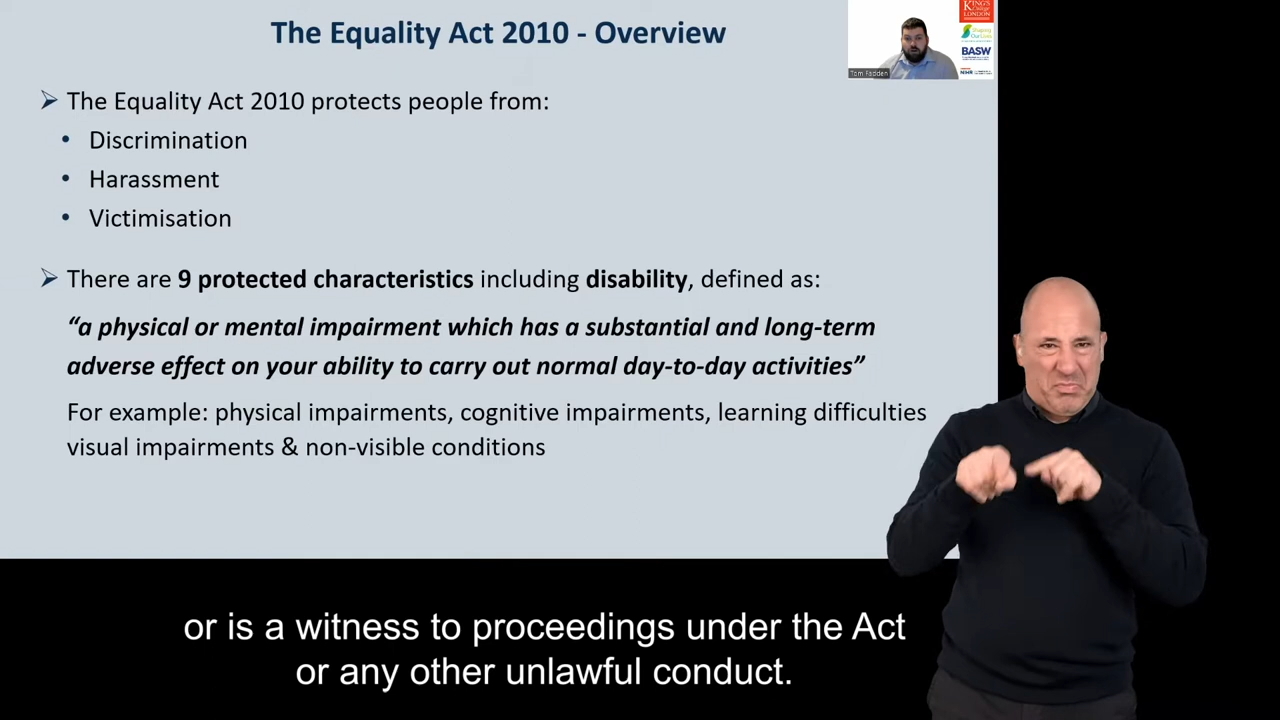 The Equality Act 2010 - Overview
KING'S
College
LONDON
Shaping
Our Lives
BASW
NIHR
Tom Fadden
The Equality Act 2010 protects people from:
Discrimination
Harassment
Victimisation
There are 9 protected characteristics including disability, defined as:
“a physical or mental impairment which has a substantial and long-term
adverse effect on your ability to carry out normal day-to-day activities”
For example: physical impairments, cognitive impairments, learning difficulties
visual impairments & non-visible conditions
or is a witness to proceedings under the Act
or any other unlawful conduct.